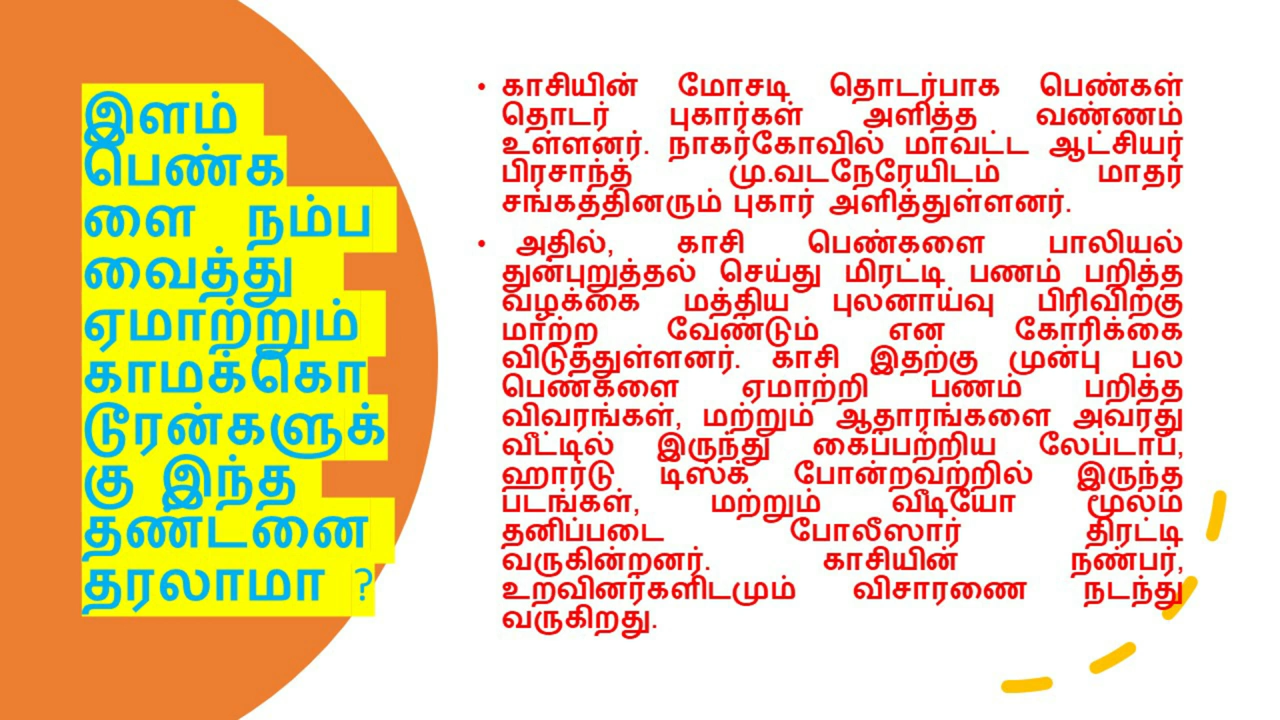 இளம்
பெண்க
ளை நம்ப
வைத்து
ஏமாற்றும்
காமக்கொ
டூரன்களுக்
கு இந்த
தண்டனை
தரலாமா ?
• காசியின் மோசடி தொடர்பாக பெண்கள்
தொடர் புகார்கள் அளித்த வண்ணம்
உள்ளனர். நாகர்கோவில் மாவட்ட ஆட்சியர்
பிரசாந்த் மு.வடநேரேயிடம் மாதர்
சங்கத்தினரும் புகார் அளித்துள்ளனர்.
• அதில், காசி பெண்களை பாலியல்
துன்புறுத்தல் செய்து மிரட்டி பணம் பறித்த
வழக்கை மத்திய புலனாய்வு பிரிவிற்கு
மாற்ற வேண்டும் என கோரிக்கை
விடுத்துள்ளனர். காசி இதற்கு முன்பு பல
பெண்களை ஏமாற்றி பணம் பறித்த
விவரங்கள், மற்றும் ஆதாரங்களை அவரது
வீட்டில் இருந்து கைப்பற்றிய லேப்டாப்,
ஹார்டு டிஸ்க் போன்றவற்றில் இருந்த
படங்கள், மற்றும் வீடியோ மூலம்
தனிப்படை போலீஸார் திரட்டி
வருகின்றனர். காசியின் நண்பர்,
உறவினர்களிடமும் விசாரணை நடந்து
வருகிறது.